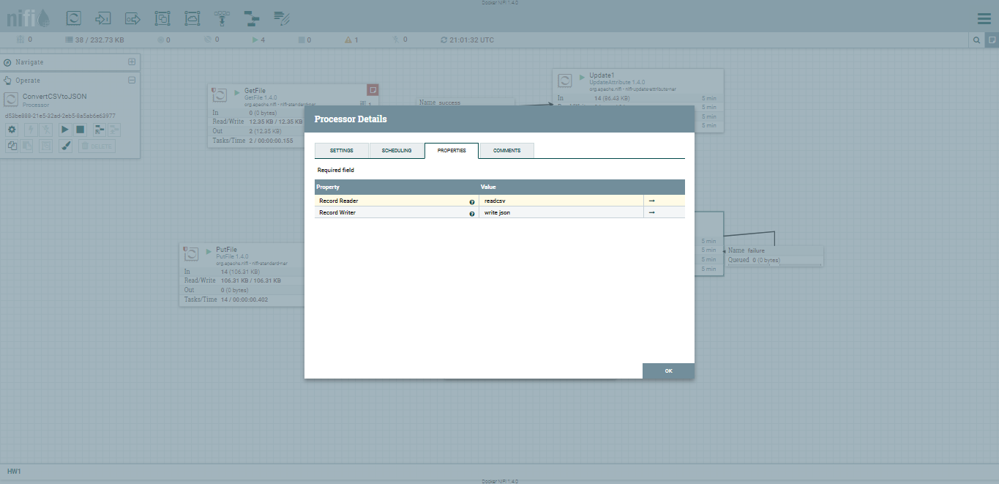 Docker NiFi 1.4.0
nifi
0
38 / 232.73 KB
0
0
4
0
1
0
21:01:32 UTC
Navigate
Operate
ConvertCSVtoJSON
Processor
DELETE
GetFile
GetFile 1.4.0
org.apache.nifi - nifi-standard-nar
1
In 0 (0 bytes)
Read/Write 12.35 KB / 12.35 KB
Out 2 (12.35 KB)
Tasks/Time 2 / 00:00:00.155
Name success
Update1
UpdateAttribute 1.4.0
org.apache.nifi - nifi-update-attribute-nar
In 14 (86.43 KB) 5 min
5 min
5 min
5 min
Processor Details
SETTINGS
SCHEDULING
PROPERTIES
COMMENTS
Required field
Property Value
Record Reader readcsv
Record Writer write json
OK
PutFile
PutFile 1.4.0
org.apache.nifi - nifi-standard-nar
In 14 (106.31 KB)
Read/Write 106.31 KB / 106.31 KB
Out 0 (0 bytes)
Tasks/Time 14 / 00:00:00.402
5 min
5 min
5 min
5 min
Name failure
Queued 0 (0 bytes)
HW1
Docker NiFi 1.4.0